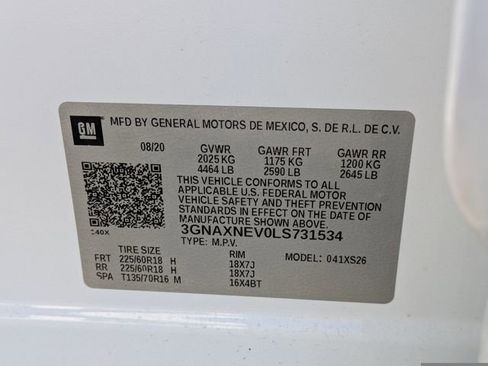 GM
MFD BY GENERAL MOTORS DE MEXICO, S. DE R.L. DE C.V.
08/20 GVWR GAWR FRT GAWR RR
2025 KG 1175 KG 1200 KG
4464 LB 2590 LB 2645 LB
THIS VEHICLE CONFORMS TO ALL
APPLICABLE U.S. FEDERAL MOTOR
VEHICLE SAFETY AND THEFT PREVENTION
STANDARDS IN EFFECT ON THE DATE OF
MANUFACTURE SHOWN ABOVE.
3GNAXNEV0LS731534
TYPE: M.P.V. MODEL: 041XS26
TIRE SIZE RIM
FRT 225/60R18 H 18X7J
RR 225/60R18 H 18X7J
SPA T135/70R16 M 16X4BT